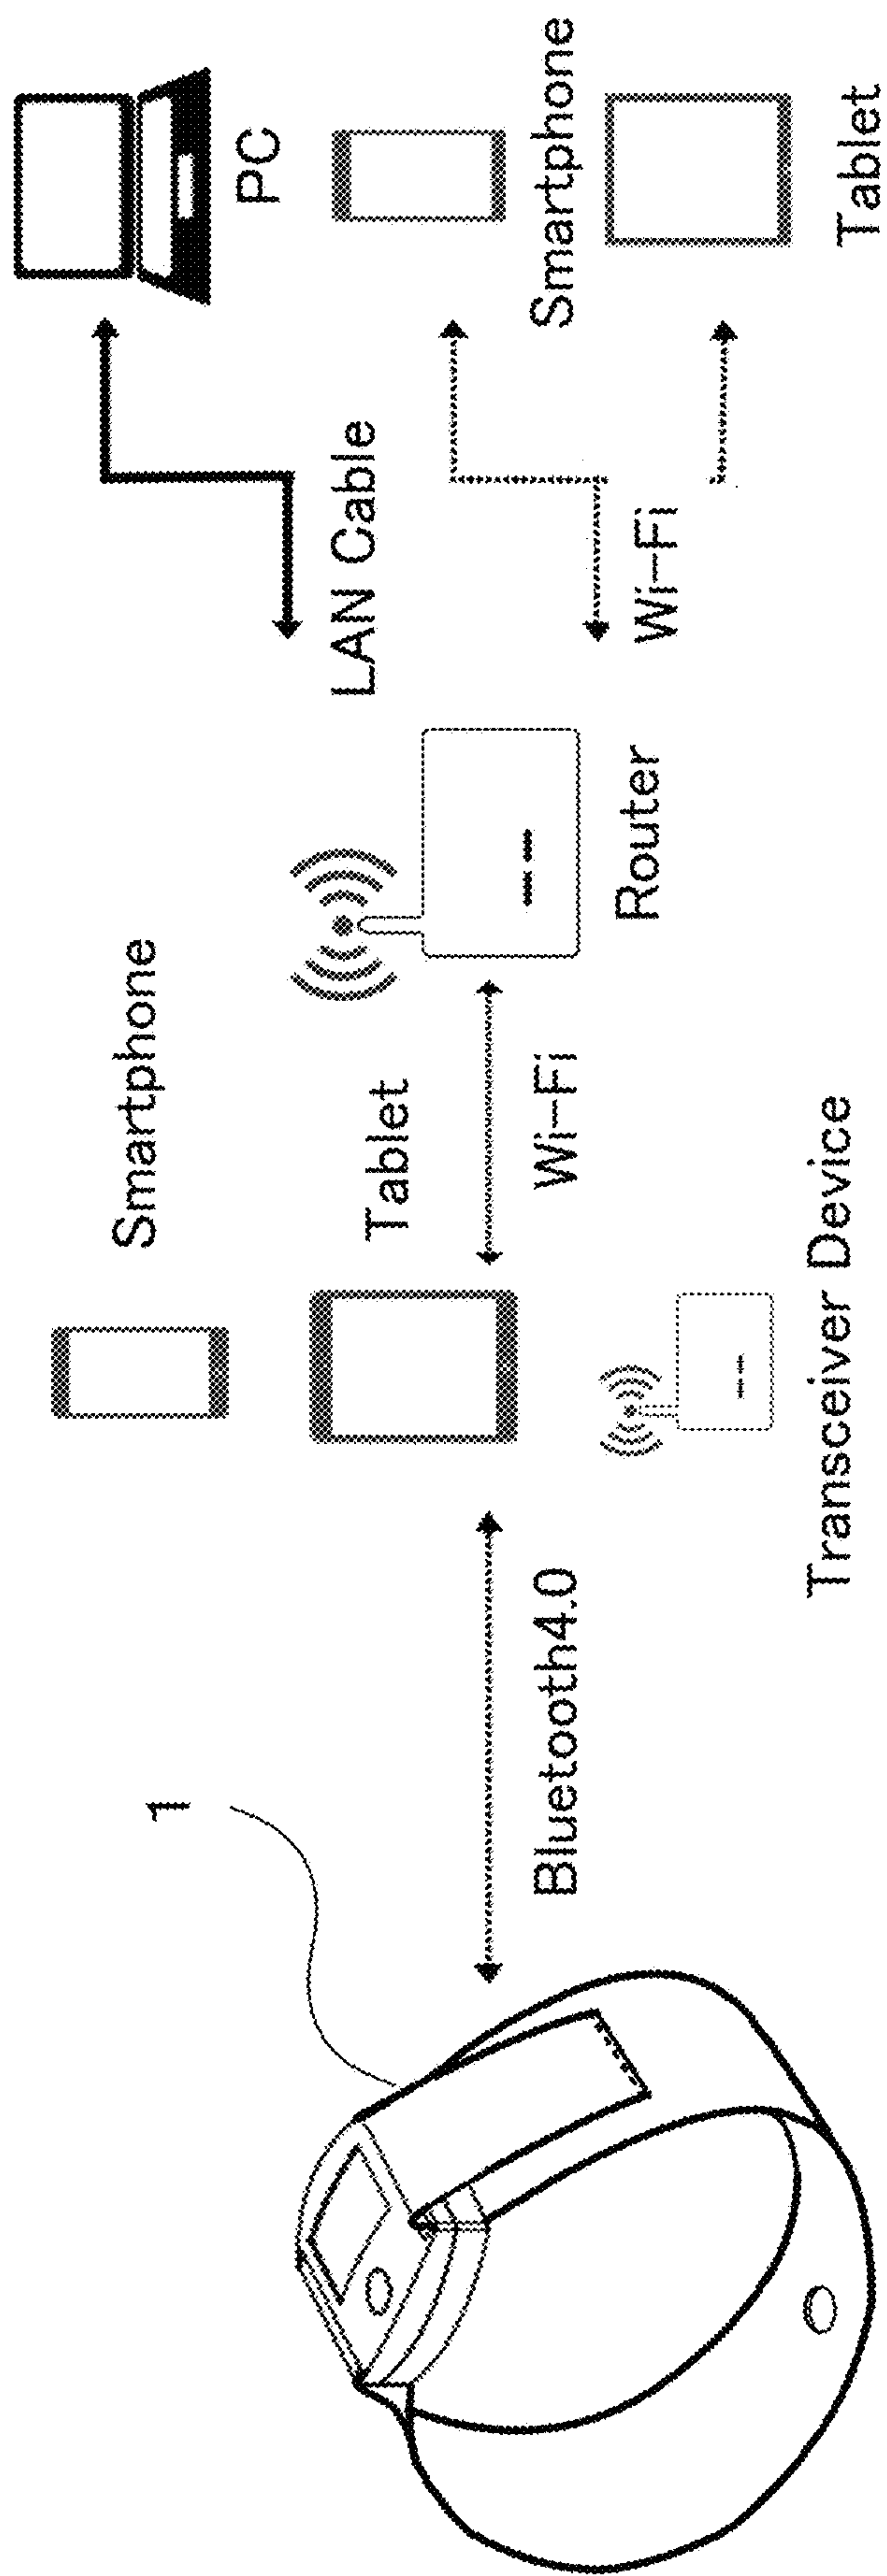 1
Bluetooth4.0
Smartphone
Tablet
Transceiver Device
Wi-Fi
Router
LAN Cable
Wi-Fi
PC
Smartphone
Tablet